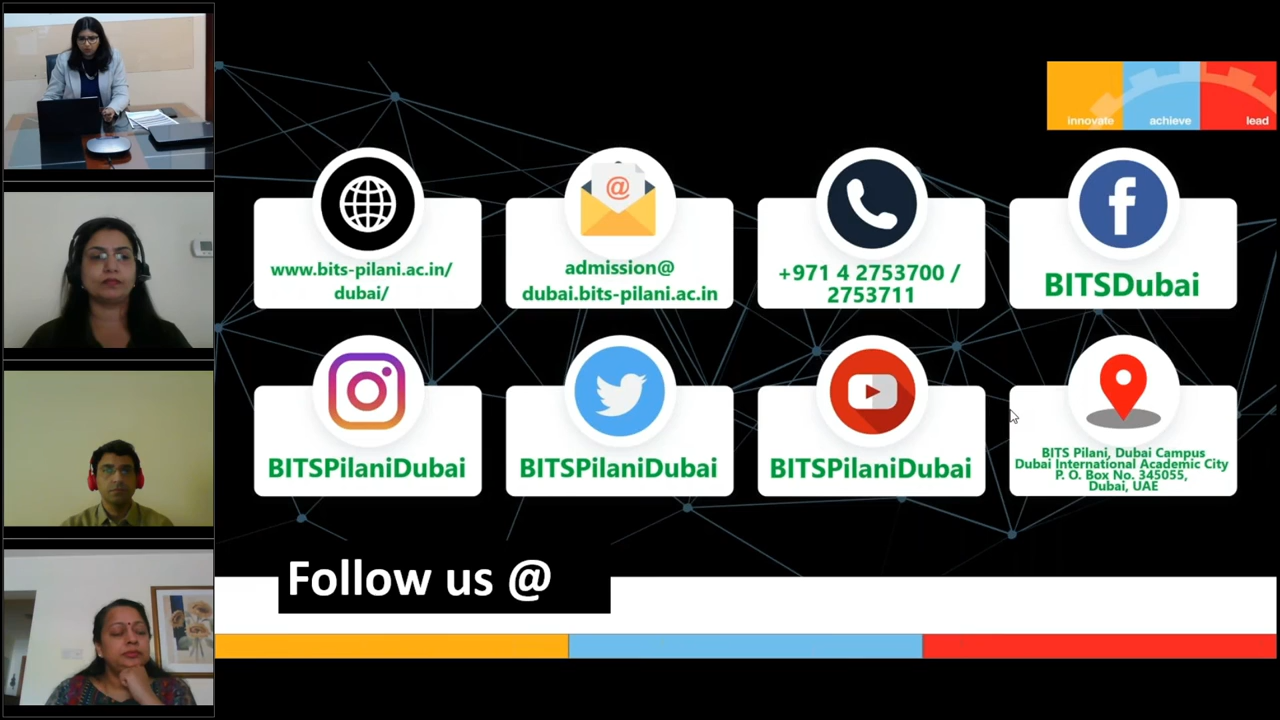 innovate achieve lead
www.bits-pilani.ac.in/
dubai/
admission@
dubai.bits-pilani.ac.in
+971 4 2753700 /
2753711
BITSDubai
BITSPilaniDubai
BITSPilaniDubai
BITSPilaniDubai
BITS Pilani, Dubai Campus
Dubai International Academic City
P. O. Box No. 345055,
Dubai, UAE
Follow us @